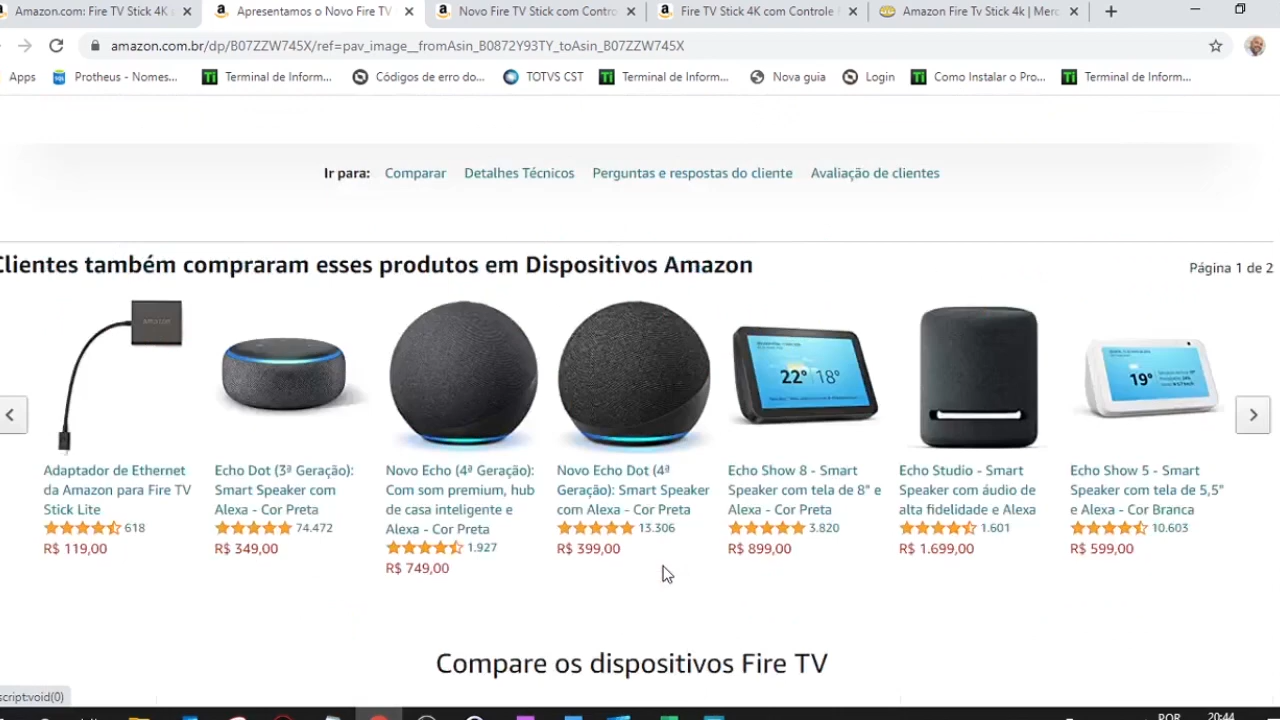 Amazon.com: Fire TV Stick 4K
Apresentamos o Novo Fire TV
Novo Fire TV Stick com Contro
Fire TV Stick 4K com Controle
Amazon Fire Tv Stick 4k | Merc
amazon.com.br/dp/B07ZZW745X/ref=pav_image__fromAsin_B0872Y93TY_toAsin_B07ZZW745X
Apps
Protheus - Nomes...
Terminal de Inform...
Códigos de erro do...
TOTVS CST
Terminal de Inform...
Nova guia
Login
Como Instalar o Pro...
Terminal de Inform...
Ir para: Comparar Detalhes Técnicos Perguntas e respostas do cliente Avaliação de clientes
Clientes também compraram esses produtos em Dispositivos Amazon
Página 1 de 2
22° 18°
19°
Adaptador de Ethernet
da Amazon para Fire TV
Stick Lite
618
R$ 119,00
Echo Dot (3ª Geração):
Smart Speaker com
Alexa - Cor Preta
74.472
R$ 349,00
Novo Echo (4ª Geração):
Com som premium, hub
de casa inteligente e
Alexa - Cor Preta
1.927
R$ 749,00
Novo Echo Dot (4ª
Geração): Smart Speaker
com Alexa - Cor Preta
13.306
R$ 399,00
Echo Show 8 - Smart
Speaker com tela de 8" e
Alexa - Cor Preta
3.820
R$ 899,00
Echo Studio - Smart
Speaker com áudio de
alta fidelidade e Alexa
1.601
R$ 1.699,00
Echo Show 5 - Smart
Speaker com tela de 5,5"
e Alexa - Cor Branca
10.603
R$ 599,00
Compare os dispositivos Fire TV
script:void(0)
POR
20:44